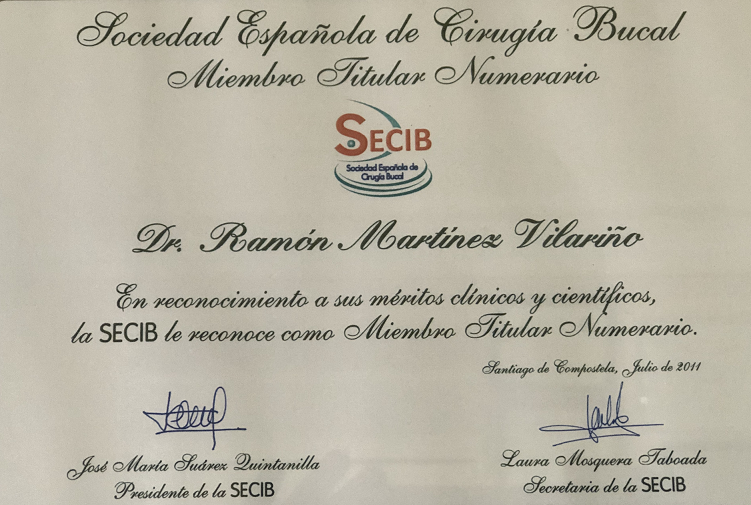 Sociedad Española de Cirugía Bucal
Miembro Titular Numerario
SECIB
Sociedad Española de
Cirugía Bucal
Dr. Ramón Martínez Vilariño
En reconocimiento a sus méritos clínicos y científicos,
la SECIB le reconoce como Miembro Titular Numerario.
Santiago de Compostela, Julio de 2011
José María Suárez Quintanilla
Presidente de la SECIB
Laura Mosquera Taboada
Secretaria de la SECIB